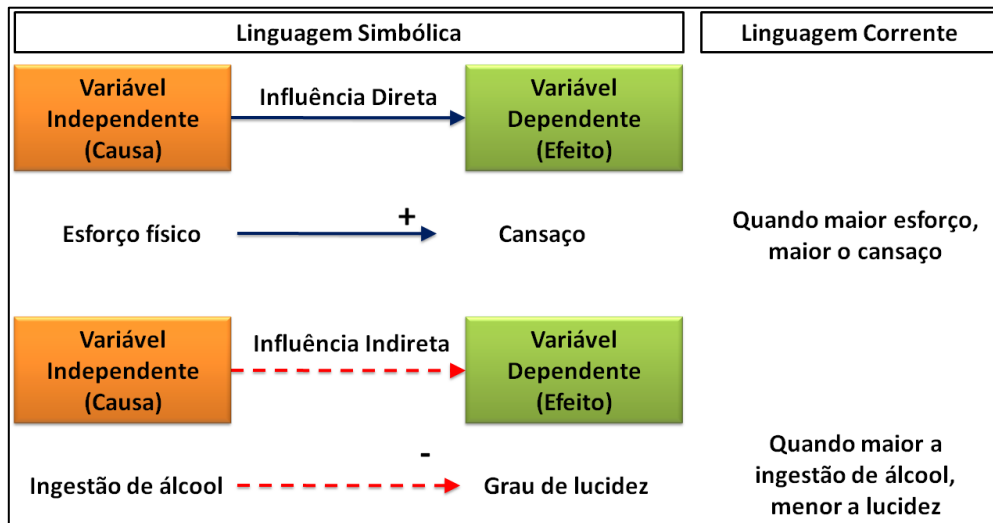 Linguagem Simbólica
Linguagem Corrente
Variável
Independente
(Causa)
Influência Direta
Variável
Dependente
(Efeito)
Esforço físico
+
Cansaço
Quando maior esforço,
maior o cansaço
Variável
Independente
(Causa)
Influência Indireta
Variável
Dependente
(Efeito)
Ingestão de álcool
-
Grau de lucidez
Quando maior a
ingestão de álcool,
menor a lucidez